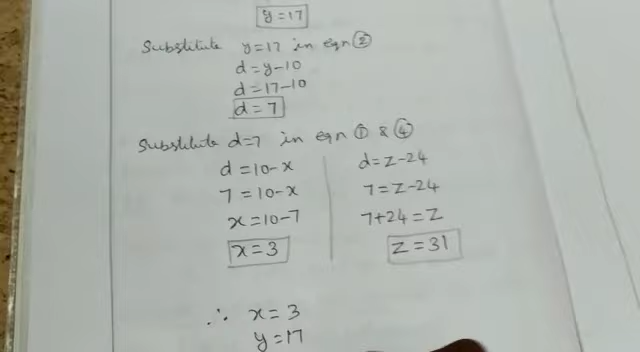 y = 17
Substitute y = 17 in eqn ②
d = y - 10
d = 17 - 10
d = 7
Substitute d = 7 in eqn ① & ④
d = 10 - x
7 = 10 - x
x = 10 - 7
x = 3
d = z - 24
7 = z - 24
7 + 24 = z
z = 31
∴ x = 3
y = 17